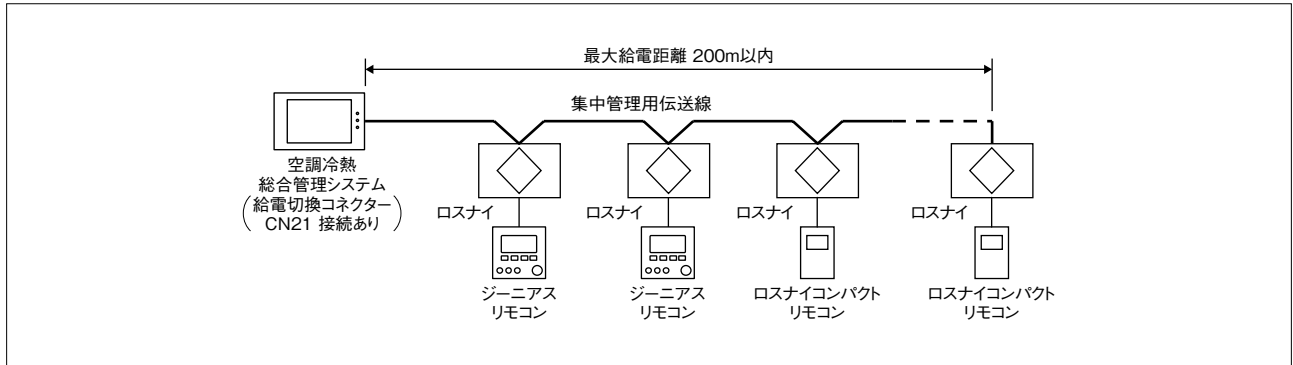 最大給電距離 200m以内
集中管理用伝送線
空調冷熱
総合管理システム
(給電切換コネクター
CN21 接続あり)
ロスナイ
ロスナイ
ロスナイ
ロスナイ
ジーニアス
リモコン
ジーニアス
リモコン
ロスナイコンパクト
リモコン
ロスナイコンパクト
リモコン